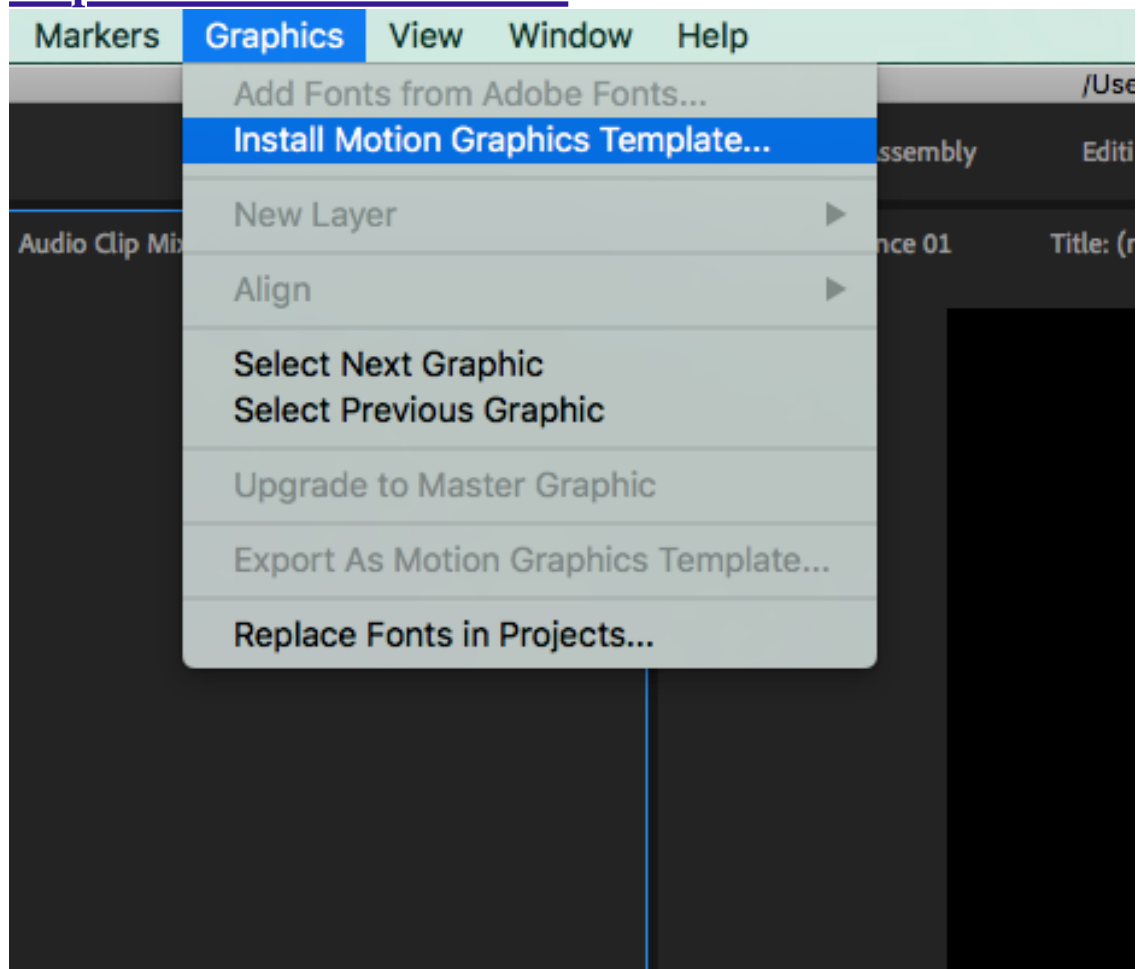 Markers Graphics View Window Help
Add Fonts from Adobe Fonts...
/Use
Install Motion Graphics Template...
ssembly Editi
New Layer
Audio Clip Mix
nce 01 Title: (r
Align
Select Next Graphic
Select Previous Graphic
Upgrade to Master Graphic
Export As Motion Graphics Template...
Replace Fonts in Projects...